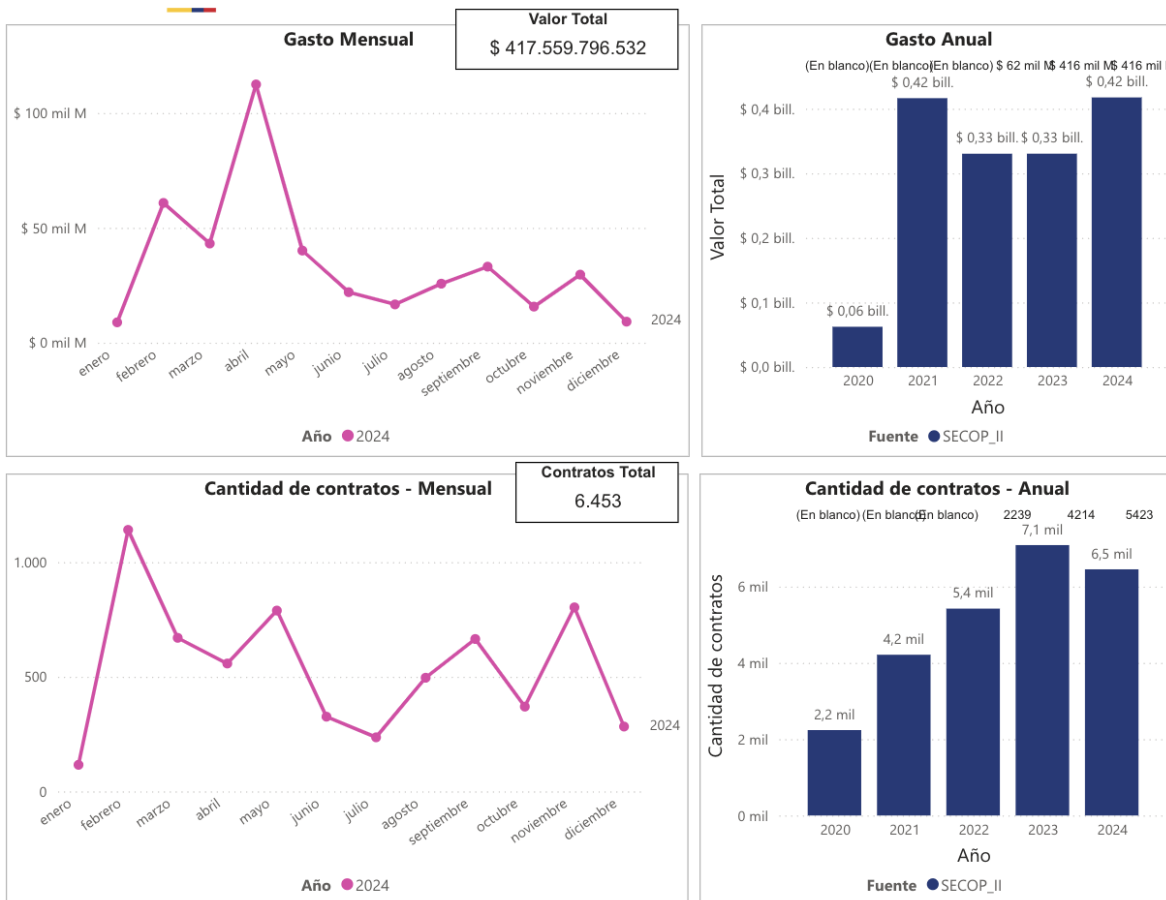 Gasto Mensual
Valor Total
$ 417.559.796.532
$ 100 mil M
$ 50 mil M
$ 0 mil M
enero
febrero
marzo
abril
mayo
junio
julio
agosto
septiembre
octubre
noviembre
diciembre
2024
Año 2024
Gasto Anual
(En blanco) (En blanco) (En blanco) $ 62 mil M $ 416 mil M $ 416 mil
$ 0,42 bill. $ 0,42 bill.
$ 0,33 bill. $ 0,33 bill.
$ 0,06 bill.
Valor Total
$ 0,4 bill.
$ 0,3 bill.
$ 0,2 bill.
$ 0,1 bill.
$ 0,0 bill.
2020 2021 2022 2023 2024
Año
Fuente SECOP_II
Cantidad de contratos - Mensual
Contratos Total
6.453
1.000
500
0
enero
febrero
marzo
abril
mayo
junio
julio
agosto
septiembre
octubre
noviembre
diciembre
2024
Año 2024
Cantidad de contratos - Anual
(En blanco) (En blanco) (En blanco) 2239 4214 5423
7,1 mil
6,5 mil
5,4 mil
4,2 mil
2,2 mil
Cantidad de contratos
6 mil
4 mil
2 mil
0 mil
2020 2021 2022 2023 2024
Año
Fuente SECOP_II